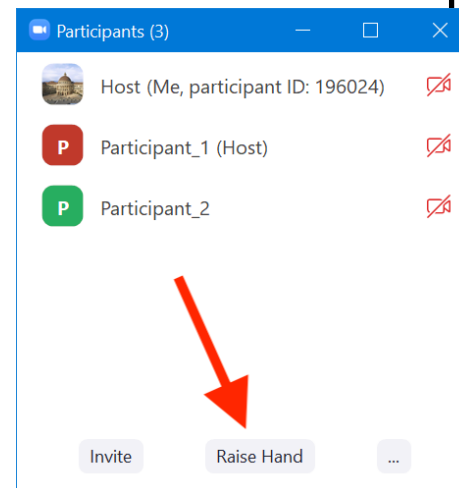 Participants (3)
Host (Me, participant ID: 196024)
P Participant_1 (Host)
P Participant_2
Invite Raise Hand ...